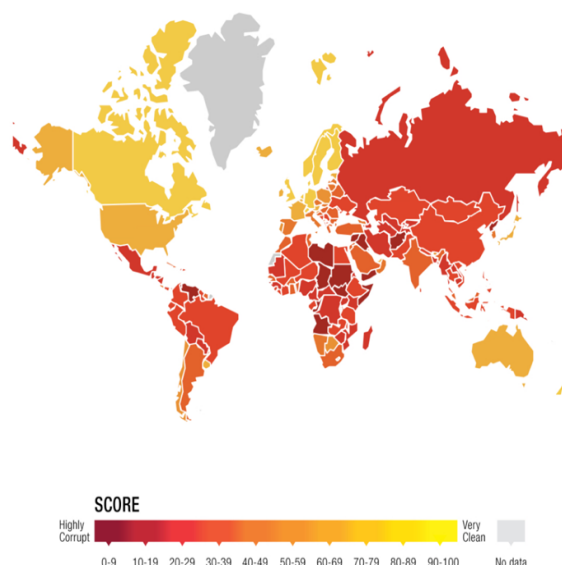 SCORE
Highly
Corrupt
Very
Clean
0-9 10-19 20-29 30-39 40-49 50-59 60-69 70-79 80-89 90-100 No data